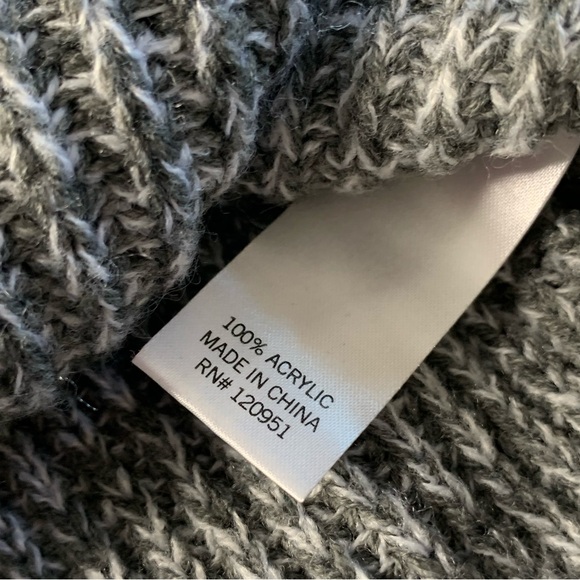 100% ACRYLIC
MADE IN CHINA
RN# 120951